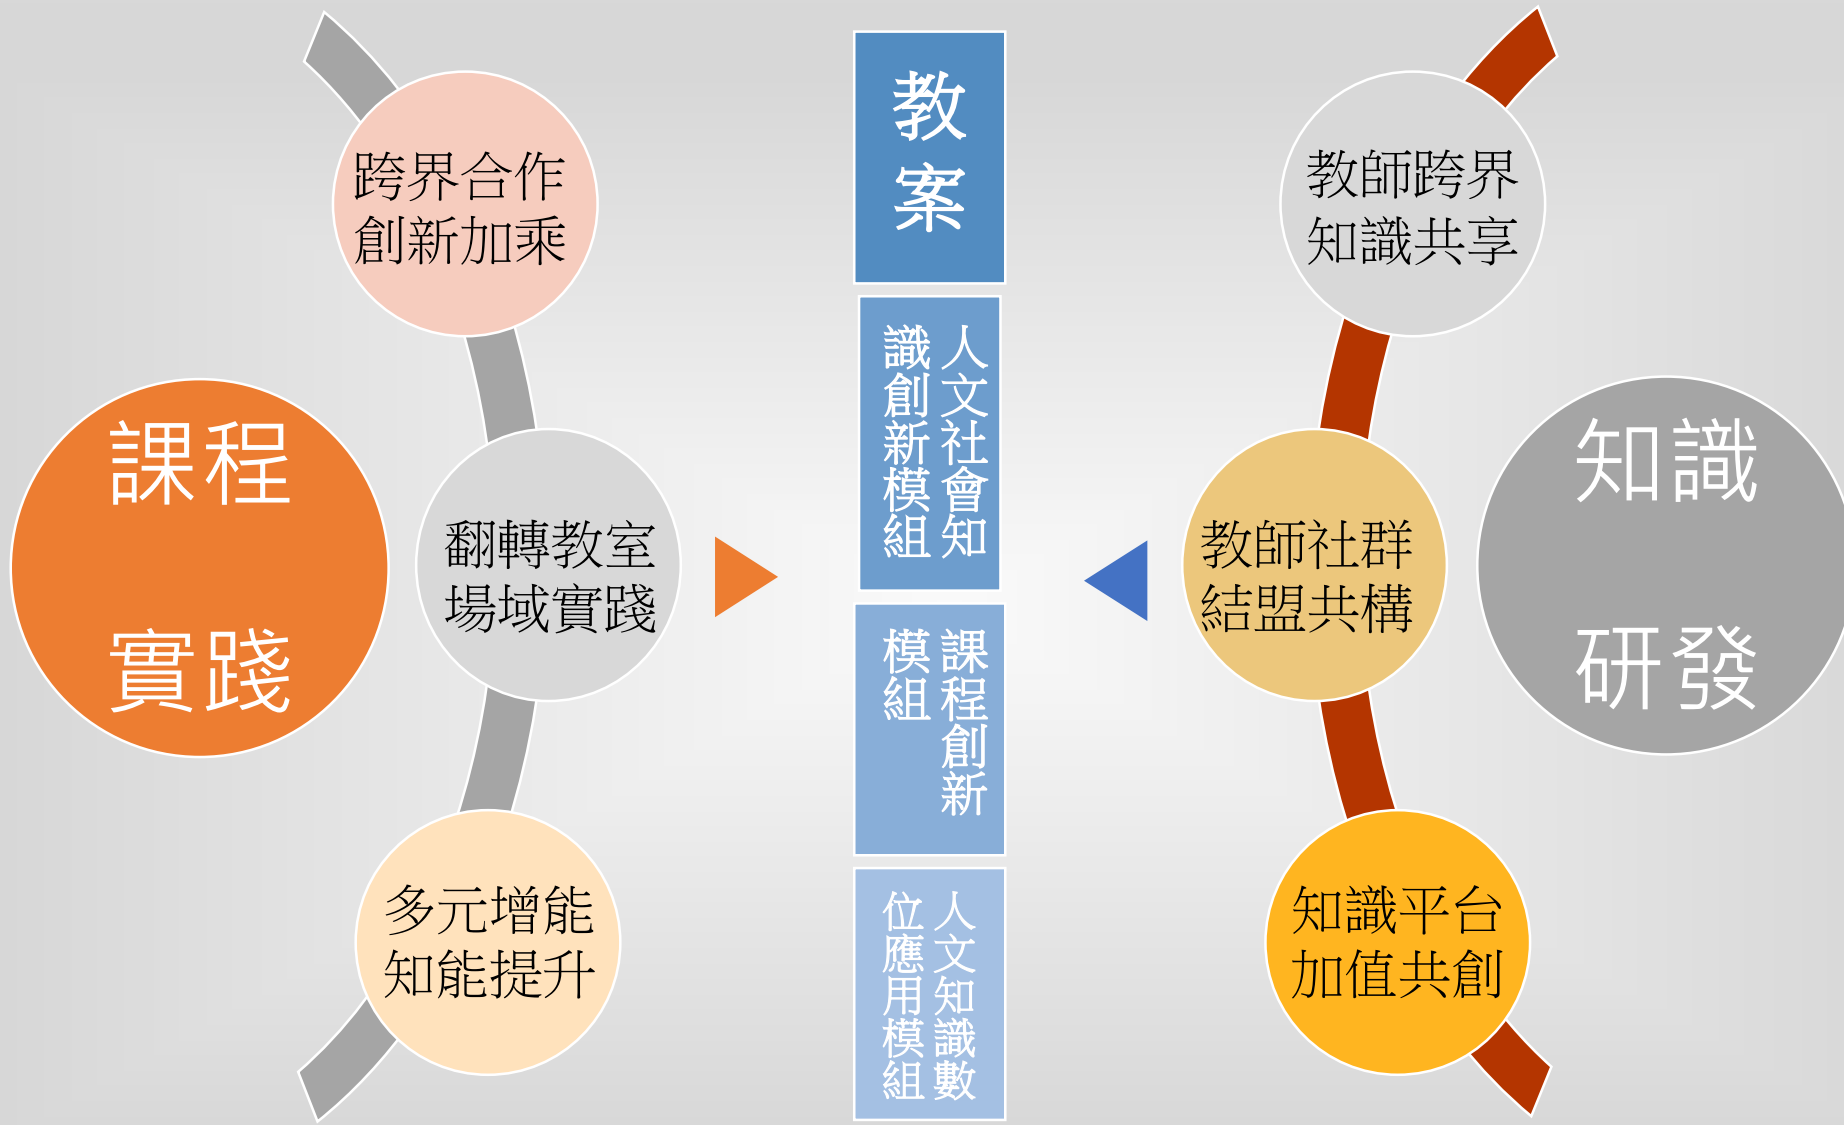 課程
實踐
跨界合作
創新加乘
翻轉教室
場域實踐
多元增能
知能提升
教
案
人文社會知
識創新模組
課程創新
模組
人文知識數
位應用模組
教師跨界
知識共享
教師社群
結盟共構
知識平台
加值共創
知識
研發